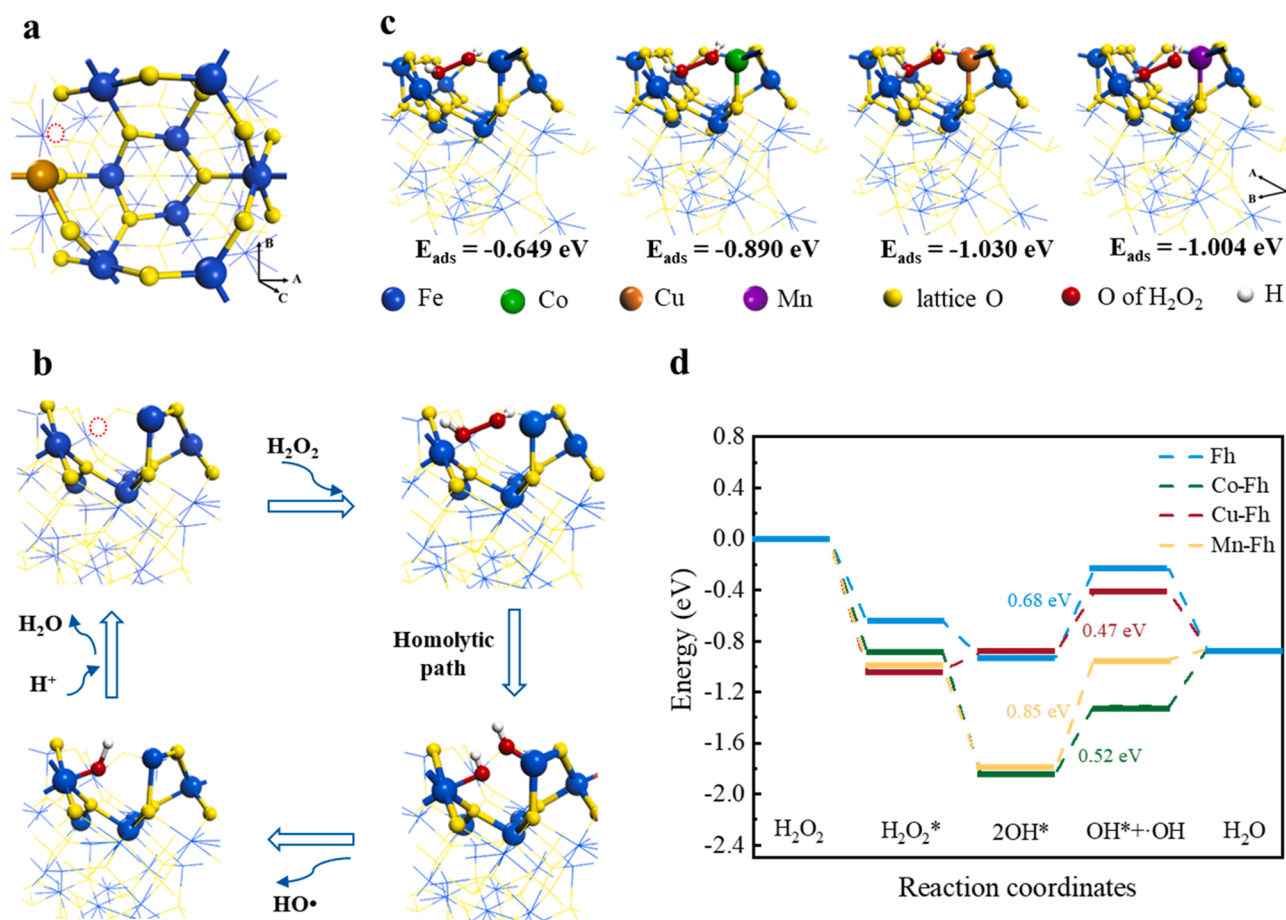 a
B
A
C
c
A
B
E_ads = -0.649 eV
E_ads = -0.890 eV
E_ads = -1.030 eV
E_ads = -1.004 eV
Fe
Co
Cu
Mn
lattice O
O of H₂O₂
H
b
H₂O₂
Homolytic
path
HO•
H₂O
H⁺
d
Energy (eV)
0.8
0.4
0.0
-0.4
-0.8
-1.2
-1.6
-2.0
-2.4
Fh
Co-Fh
Cu-Fh
Mn-Fh
0.68 eV
0.47 eV
0.85 eV
0.52 eV
H₂O₂
H₂O₂*
2OH*
OH*+·OH
H₂O
Reaction coordinates